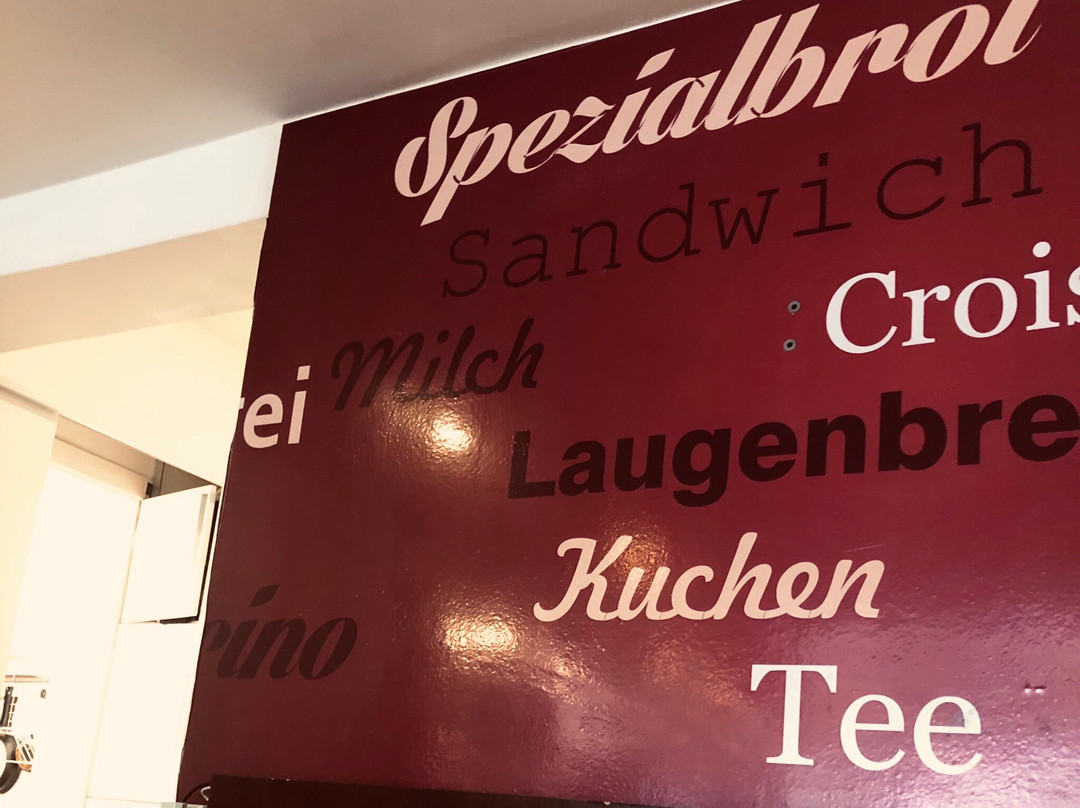 Spezialbrot
Sandwich
Crois
Milch
rei
Laugenbre
Kuchen
ino
Tee